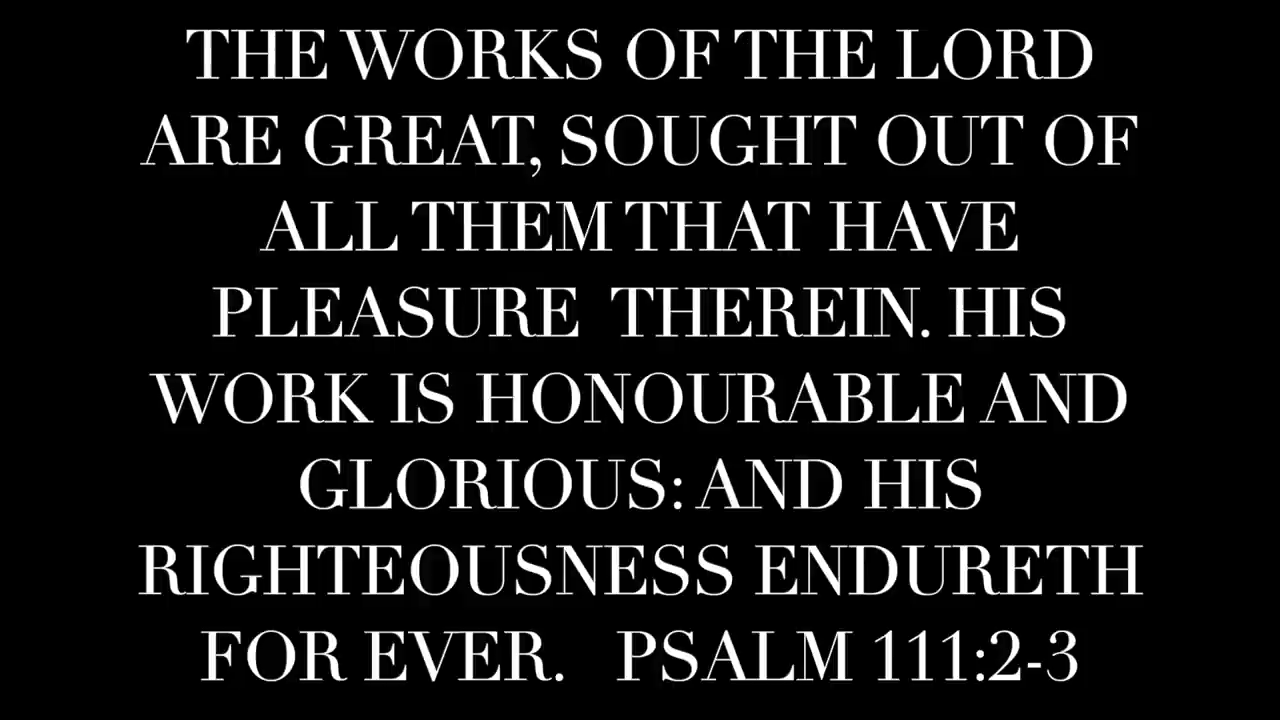 THE WORKS OF THE LORD
ARE GREAT, SOUGHT OUT OF
ALL THEM THAT HAVE
PLEASURE THEREIN. HIS
WORK IS HONOURABLE AND
GLORIOUS: AND HIS
RIGHTEOUSNESS ENDURETH
FOR EVER. PSALM 111:2-3